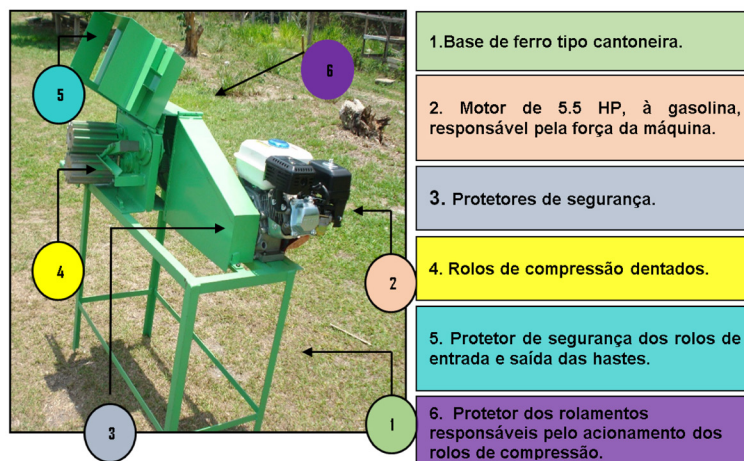 1.Base de ferro tipo cantoneira.
2. Motor de 5.5 HP, à gasolina,
responsável pela força da máquina.
3. Protetores de segurança.
4. Rolos de compressão dentados.
5. Protetor de segurança dos rolos de
entrada e saída das hastes.
6. Protetor dos rolamentos
responsáveis pelo acionamento dos
rolos de compressão.
6
5
4
2
3
1